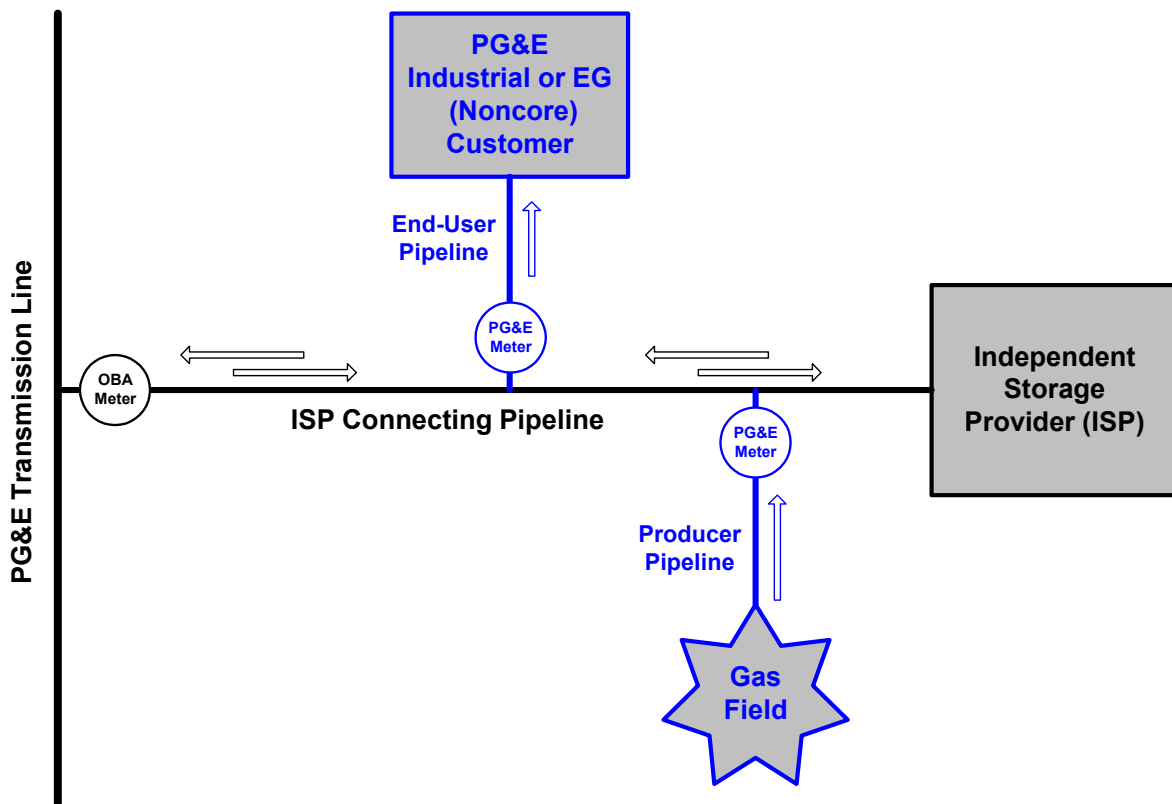 PG&E
Industrial or EG
(Noncore)
Customer
End-User
Pipeline
PG&E
Meter
PG&E Transmission Line
OBA
Meter
ISP Connecting Pipeline
Independent
Storage
Provider (ISP)
PG&E
Meter
Producer
Pipeline
Gas
Field